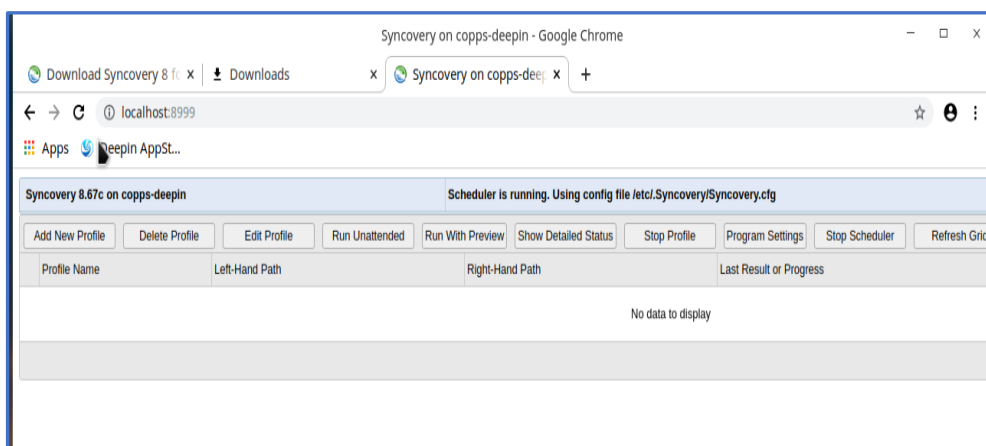 Syncovery on copps-deepin - Google Chrome
Download Syncovery 8 fo x Downloads x Syncovery on copps-deep x +
localhost:8999
Apps Deepin AppSt...
Syncovery 8.67c on copps-deepin Scheduler is running. Using config file /etc/.Syncovery/Syncovery.cfg
Add New Profile Delete Profile Edit Profile Run Unattended Run With Preview Show Detailed Status Stop Profile Program Settings Stop Scheduler Refresh Grid
Profile Name Left-Hand Path Right-Hand Path Last Result or Progress
No data to display